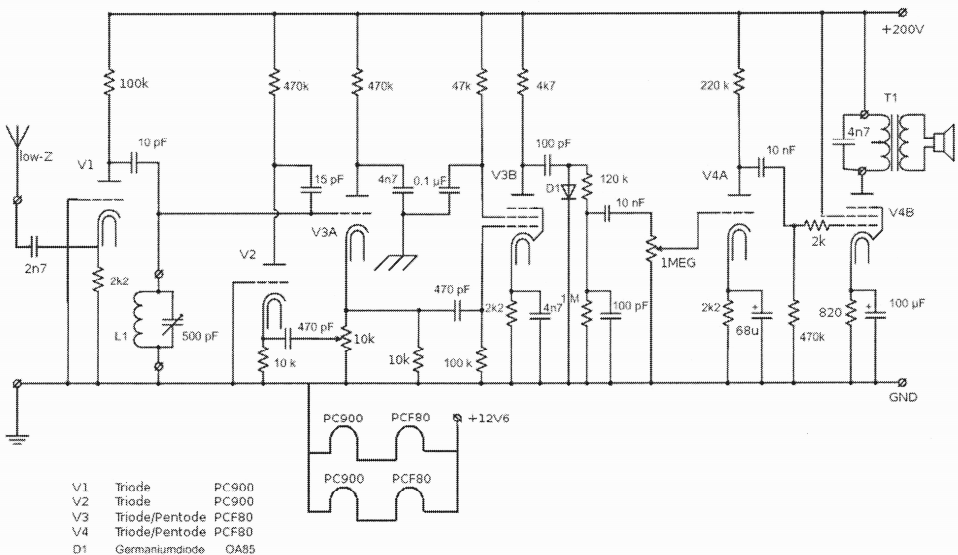 +200V
100k
470k
470k
47k
4k7
220 k
T1
low-Z
V1
10 pF
15 pF
4n7
0.1 µF
100 pF
V3B
D1
120 k
10 nF
V4A
10 nF
4n7
V3A
V2
V4B
2k
1MEG
2n7
2k2
L1
500 pF
470 pF
10 k
10k
10k
470 pF
100 k
2k2
4n7
1M
100 pF
2k2
68u
+
470k
820
+
100 µF
GND
PC900
PCF80
+12V6
PC900
PCF80
V1 Triode PC900
V2 Triode PC900
V3 Triode/Pentode PCF80
V4 Triode/Pentode PCF80
D1 Germaniumdiode OA85